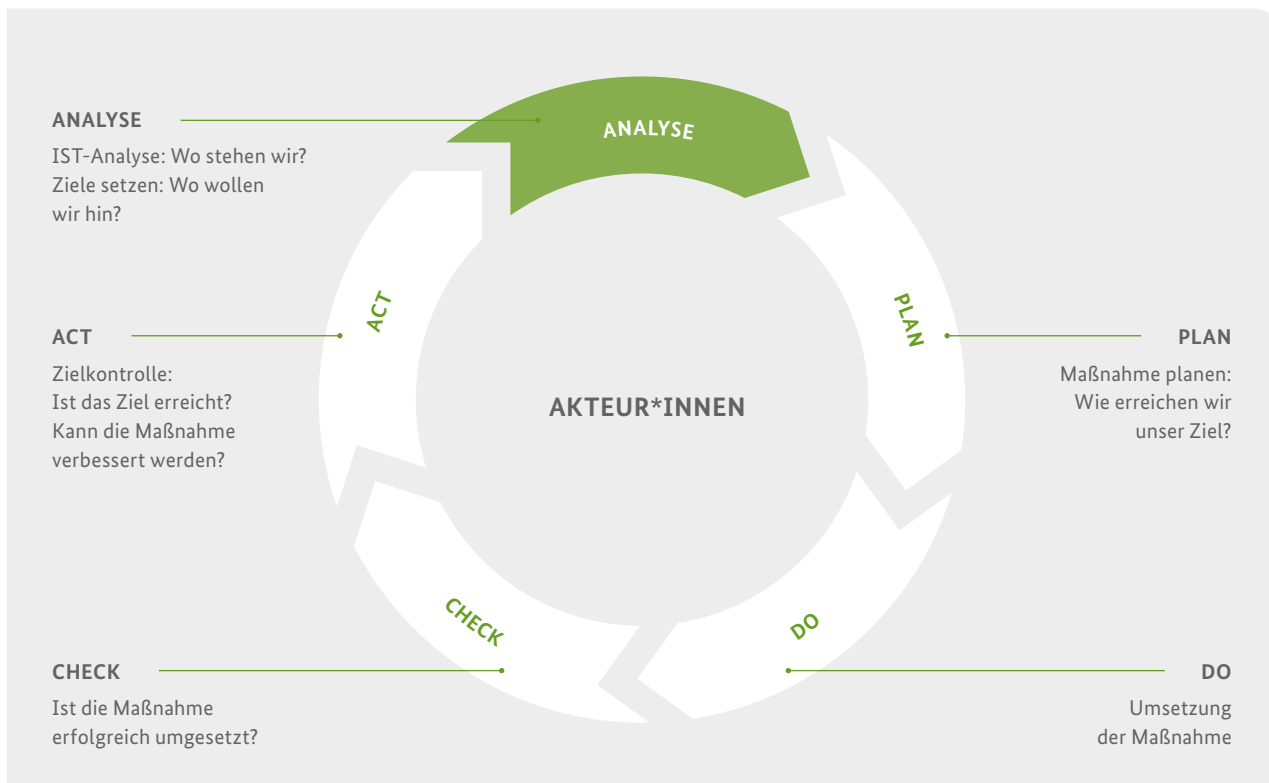 ANALYSE
IST-Analyse: Wo stehen wir?
Ziele setzen: Wo wollen
wir hin?
ANALYSE
ACT
PLAN
ACT
Zielkontrolle:
Ist das Ziel erreicht?
Kann die Maßnahme
verbessert werden?
AKTEUR*INNEN
PLAN
Maßnahme planen:
Wie erreichen wir
unser Ziel?
CHECK
DO
CHECK
Ist die Maßnahme
erfolgreich umgesetzt?
DO
Umsetzung
der Maßnahme